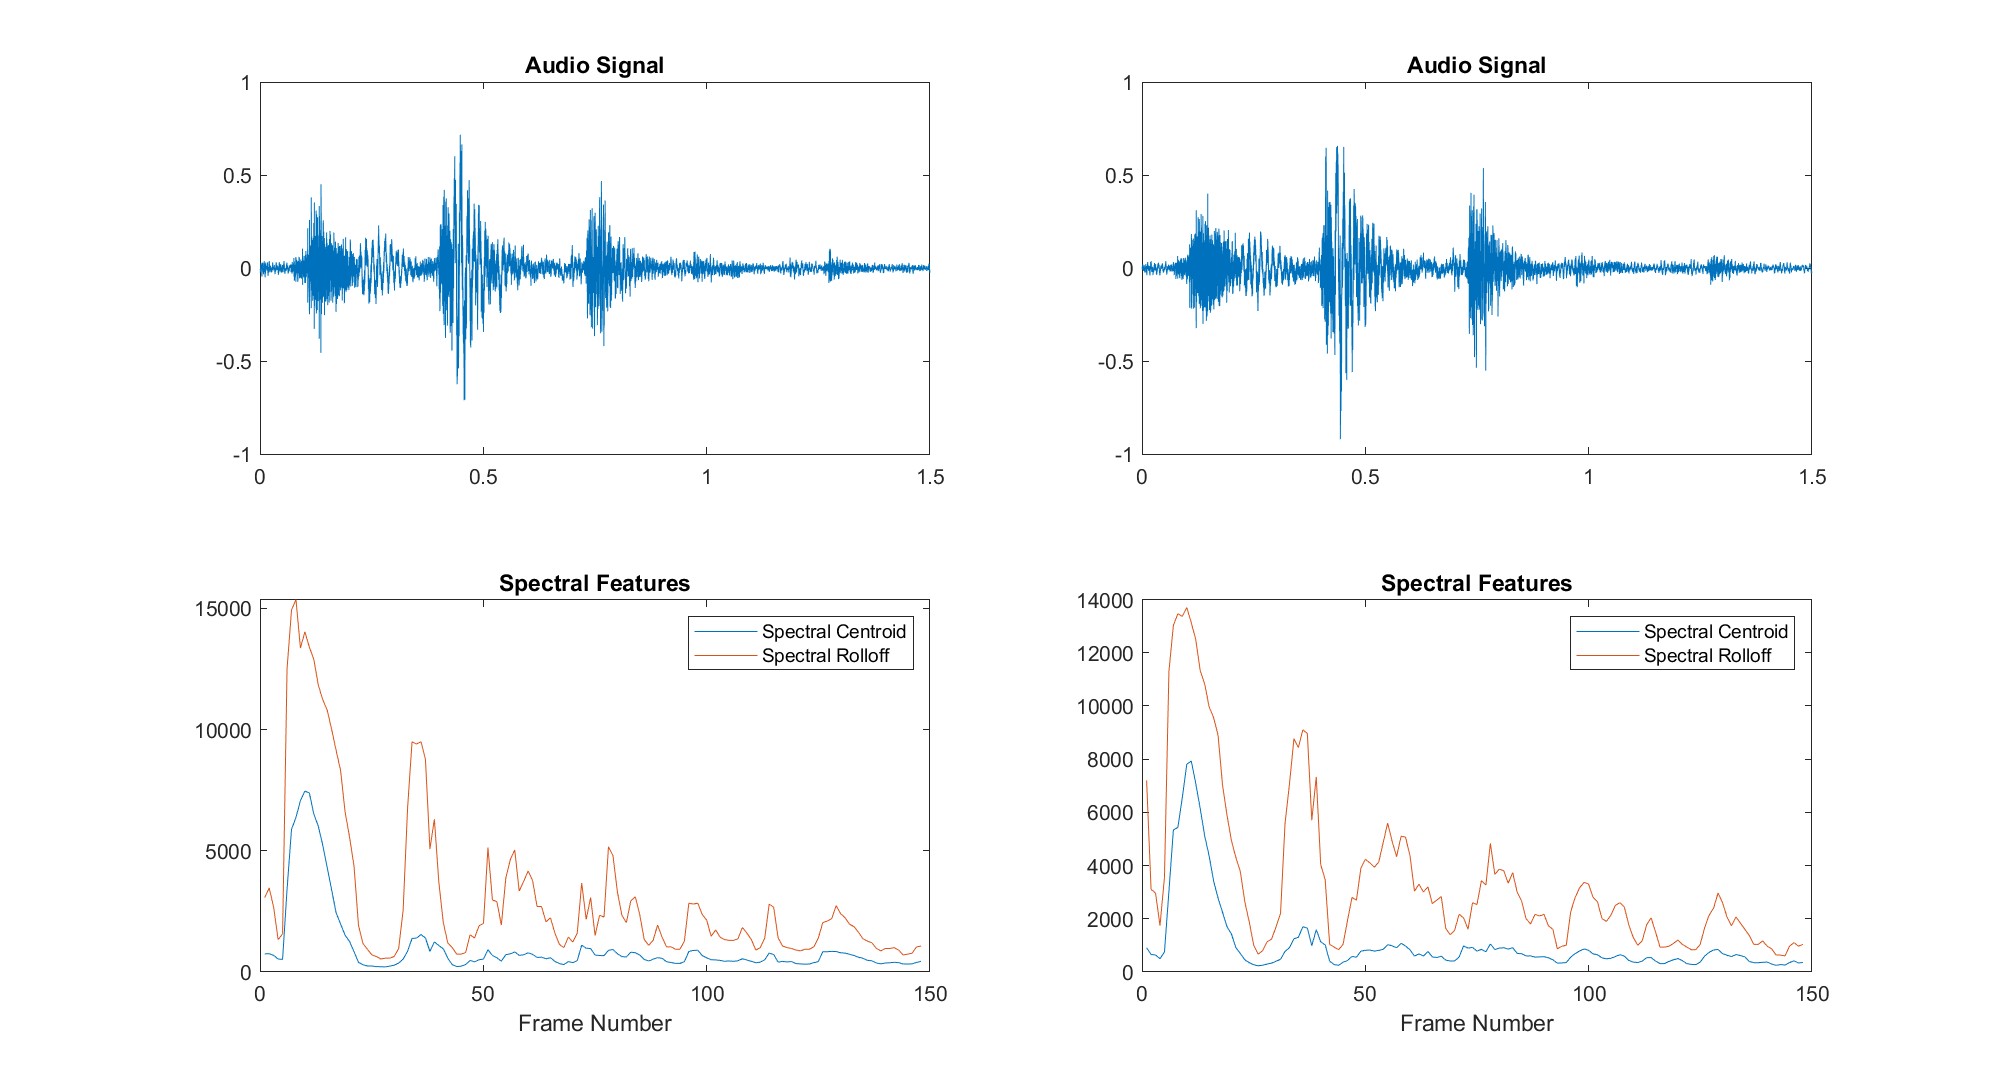 Audio Signal
1
0.5
0
-0.5
-1
0 0.5 1 1.5
Audio Signal
1
0.5
0
-0.5
-1
0 0.5 1 1.5
Spectral Features
15000
10000
5000
0
Spectral Centroid
Spectral Rolloff
0 50 100 150
Frame Number
Spectral Features
14000
12000
10000
8000
6000
4000
2000
0
Spectral Centroid
Spectral Rolloff
0 50 100 150
Frame Number